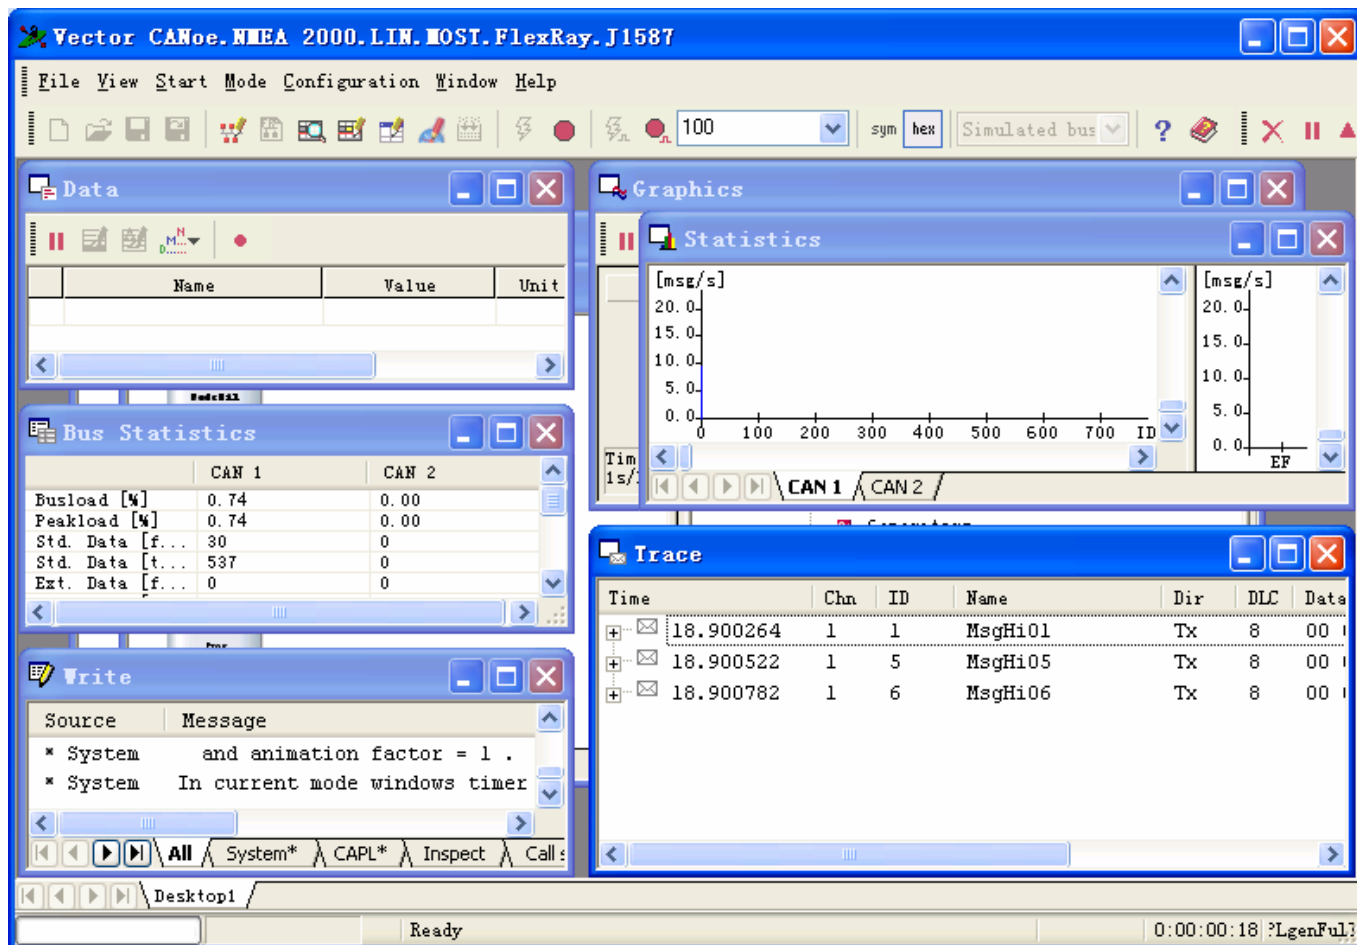 Vector CANoe.NMEA 2000.LIN.MOST.FlexRay.J1587
File View Start Mode Configuration Window Help
100 sym hex Simulated bus ?
Data
Name Value Unit
Bus Statistics
CAN 1 CAN 2
Busload [%] 0.74 0.00
Peakload [%] 0.74 0.00
Std. Data [f... 30 0
Std. Data [t... 537 0
Ext. Data [f... 0 0
Write
Source Message
* System and animation factor = 1 .
* System In current mode windows timer
All System* CAPL* Inspect Call
Graphics
Tim
1s/
Statistics
[msg/s] [msg/s]
20.0 20.0
15.0 15.0
10.0 10.0
5.0 5.0
0.0 0.0
0 100 200 300 400 500 600 700 ID EF
CAN 1 CAN 2
Trace
Time Chn ID Name Dir DLC Data
18.900264 1 1 MsgHi01 Tx 8 00
18.900522 1 5 MsgHi05 Tx 8 00
18.900782 1 6 MsgHi06 Tx 8 00
Desktop1
Ready 0:00:00:18